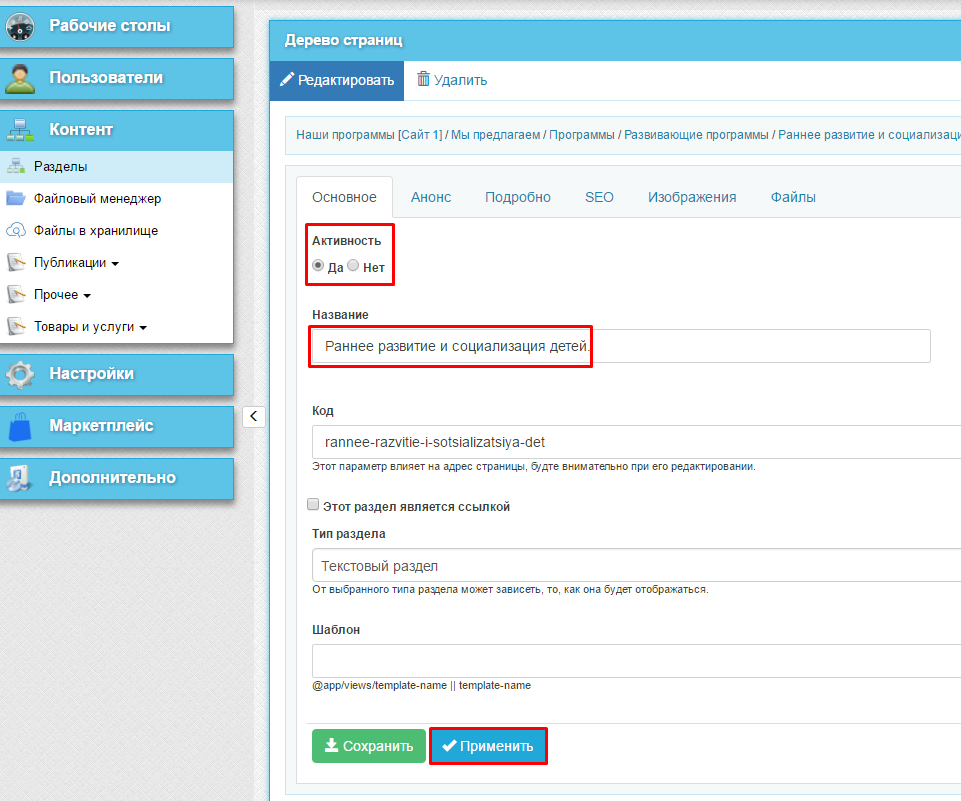 Рабочие столы
Пользователи
Контент
Разделы
Файловый менеджер
Файлы в хранилище
Публикации
Прочее
Товары и услуги
Настройки
Маркетплейс
Дополнительно
<
Дерево страниц
Редактировать Удалить
Наши программы [Сайт 1] / Мы предлагаем / Программы / Развивающие программы / Раннее развитие и социализаци
Основное Анонс Подробно SEO Изображения Файлы
Активность
Да Нет
Название
Раннее развитие и социализация детей.
Код
rannee-razvitie-i-sotsializatsiya-det
Этот параметр влияет на адрес страницы, будте внимательно при его редактировании.
Этот раздел является ссылкой
Тип раздела
Текстовый раздел
От выбранного типа раздела может зависеть, то, как она будет отображаться.
Шаблон
@app/views/template-name || template-name
Сохранить Применить